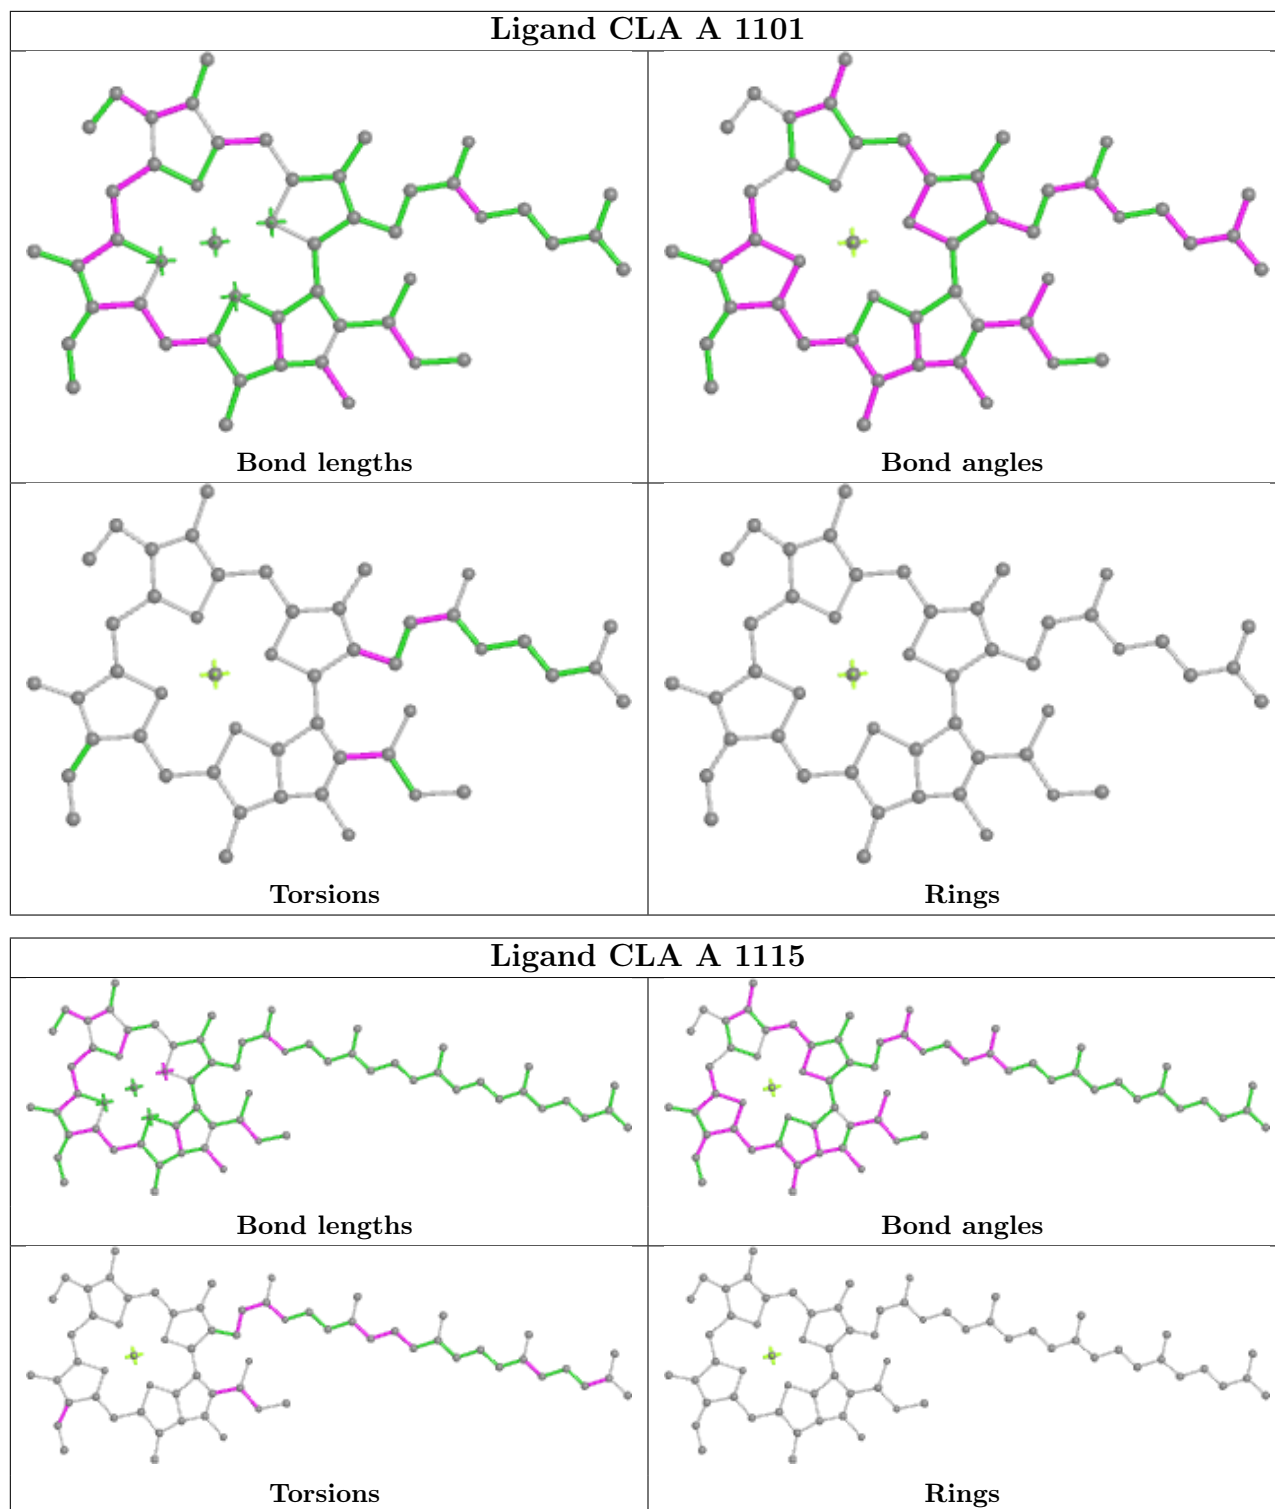 Ligand CLA A 1101
Bond lengths
Bond angles
Torsions
Rings
Ligand CLA A 1115
Bond lengths
Bond angles
Torsions
Rings